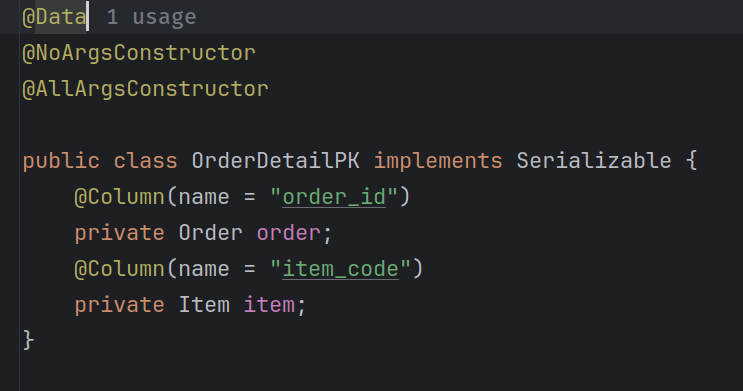 @Data 1 usage
@NoArgsConstructor
@AllArgsConstructor
public class OrderDetailPK implements Serializable {
    @Column(name = "order_id")
    private Order order;
    @Column(name = "item_code")
    private Item item;
}